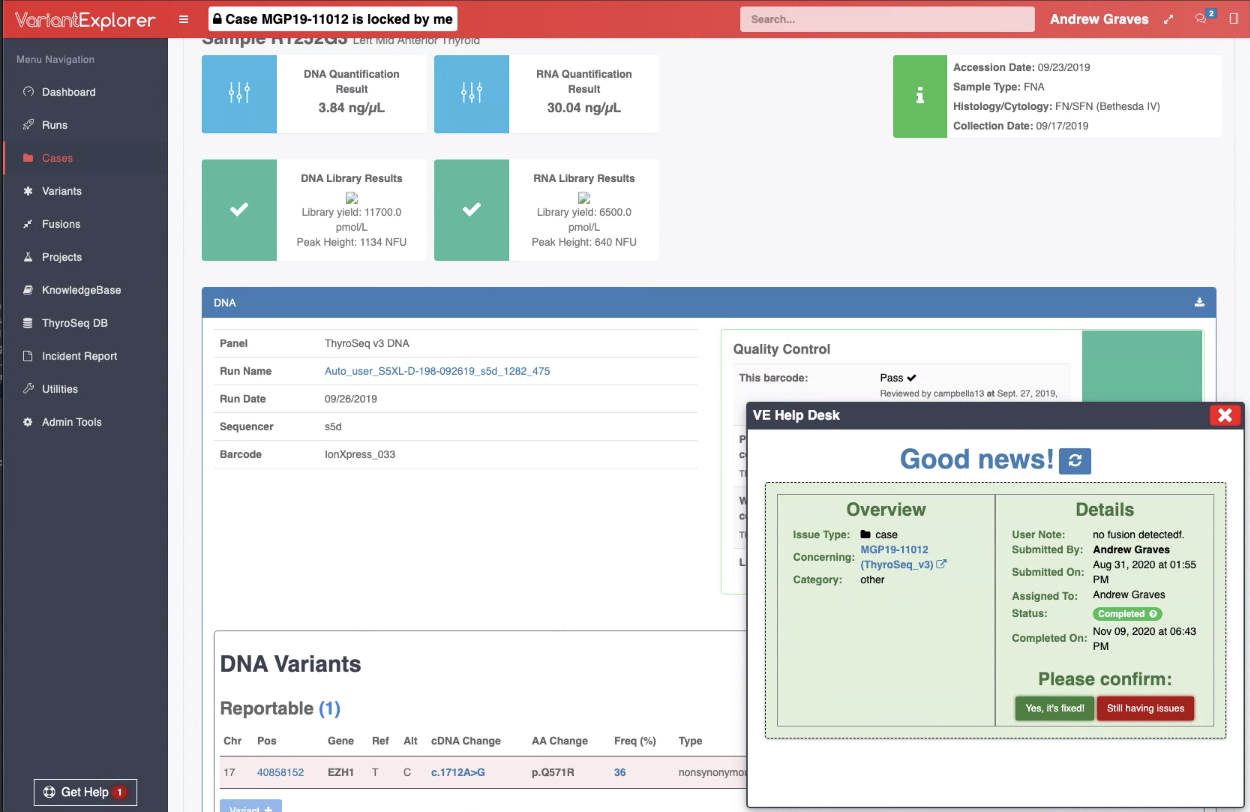 VariantExplorer
Case MGP19-11012 is locked by me
Search...
Andrew Graves
2
Menu Navigation
Dashboard
Runs
Cases
Variants
Fusions
Projects
KnowledgeBase
ThyroSeq DB
Incident Report
Utilities
Admin Tools
Get Help 1
Left Mid Anterior Thyroid
DNA Quantification
Result
3.84 ng/µL
RNA Quantification
Result
30.04 ng/µL
Accession Date: 09/23/2019
Sample Type: FNA
Histology/Cytology: FN/SFN (Bethesda IV)
Collection Date: 09/17/2019
DNA Library Results
Library yield: 11700.0
pmol/L
Peak Height: 1134 NFU
RNA Library Results
Library yield: 6500.0
pmol/L
Peak Height: 640 NFU
DNA
Panel ThyroSeq v3 DNA
Run Name Auto_user_S5XL-D-198-092619_s5d_1282_475
Run Date 09/26/2019
Sequencer s5d
Barcode IonXpress_033
Quality Control
This barcode: Pass
Reviewed by campbella13 at Sept. 27, 2019,
DNA Variants
Reportable (1)
Chr Pos Gene Ref Alt cDNA Change AA Change Freq (%) Type
17 40858152 EZH1 T C c.1712A>G p.Q571R 36
Variant +
VE Help Desk
Good news!
Overview
Issue Type: case
Concerning: MGP19-11012
(ThyroSeq_v3)
Category: other
Details
User Note: no fusion detectedf.
Submitted By: Andrew Graves
Submitted On: Aug 31, 2020 at 01:55
PM
Assigned To: Andrew Graves
Status: Completed
Completed On: Nov 09, 2020 at 06:43
PM
Please confirm:
Yes, it's fixed!
Still having issues